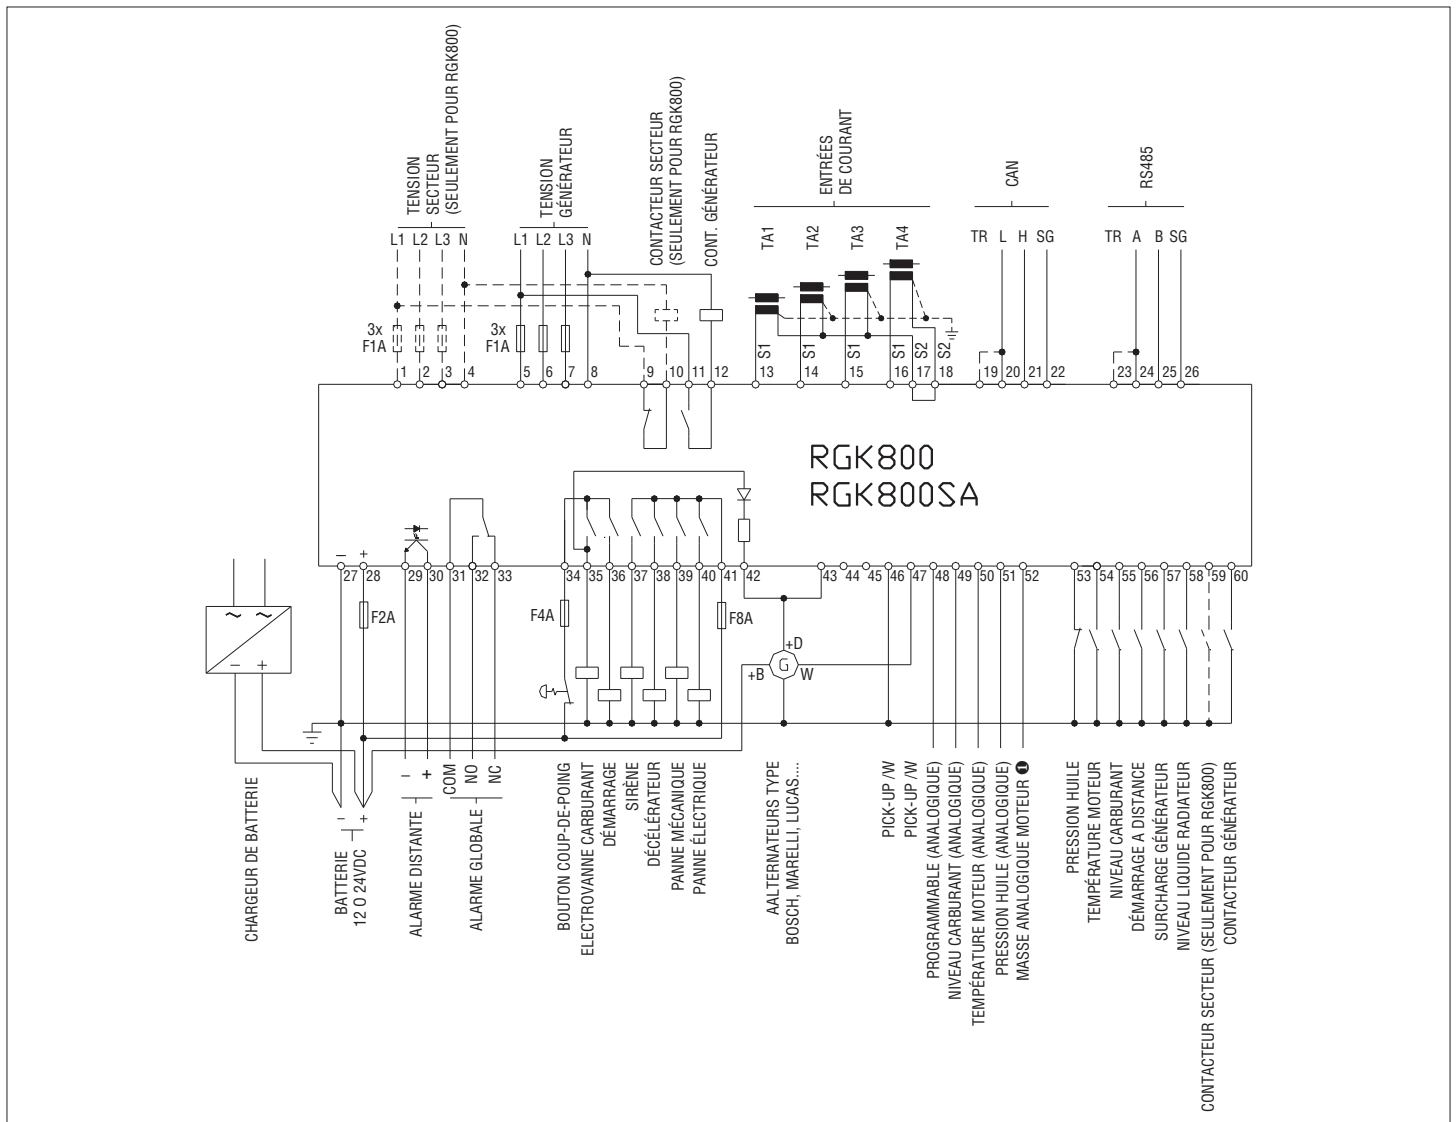 TENSION
SECTEUR
(SEULEMENT POUR RGK800)
TENSION
GÉNÉRATEUR
CONTACTEUR SECTEUR
(SEULEMENT POUR RGK800)
CONT. GÉNÉRATEUR
ENTRÉES
DE COURANT
CAN
RS485
L1 L2 L3 N
L1 L2 L3 N
TA1 TA2 TA3 TA4
TR L H SG
TR A B SG
3x
F1A
3x
F1A
S1 S1 S1 S1 S2 S2
1 2 3 4 5 6 7 8 9 10 11 12 13 14 15 16 17 18 19 20 21 22 23 24 25 26
RGK800
RGK800SA
– +
27 28 29 30 31 32 33 34 35 36 37 38 39 40 41 42 43 44 45 46 47 48 49 50 51 52 53 54 55 56 57 58 59 60
~ ~
– +
F2A
F4A
F8A
+D
G
+B W
CHARGEUR DE BATTERIE
– +
BATTERIE
12 O 24VDC
– +
ALARME DISTANTE
COM NO NC
ALARME GLOBALE
BOUTON COUP-DE-POING
ELECTROVANNE CARBURANT
DÉMARRAGE
SIRÈNE
DÉCÉLÉRATEUR
PANNE MÉCANIQUE
PANNE ÉLECTRIQUE
AALTERNATEURS TYPE
BOSCH, MARELLI, LUCAS....
PICK-UP /W
PICK-UP /W
PROGRAMMABLE (ANALOGIQUE)
NIVEAU CARBURANT (ANALOGIQUE)
TEMPÉRATURE MOTEUR (ANALOGIQUE)
PRESSION HUILE (ANALOGIQUE)
MASSE ANALOGIQUE MOTEUR ❶
PRESSION HUILE
TEMPÉRATURE MOTEUR
NIVEAU CARBURANT
DÉMARRAGE A DISTANCE
SURCHARGE GÉNÉRATEUR
NIVEAU LIQUIDE RADIATEUR
CONTACTEUR SECTEUR (SEULEMENT POUR RGK800)
CONTACTEUR GÉNÉRATEUR